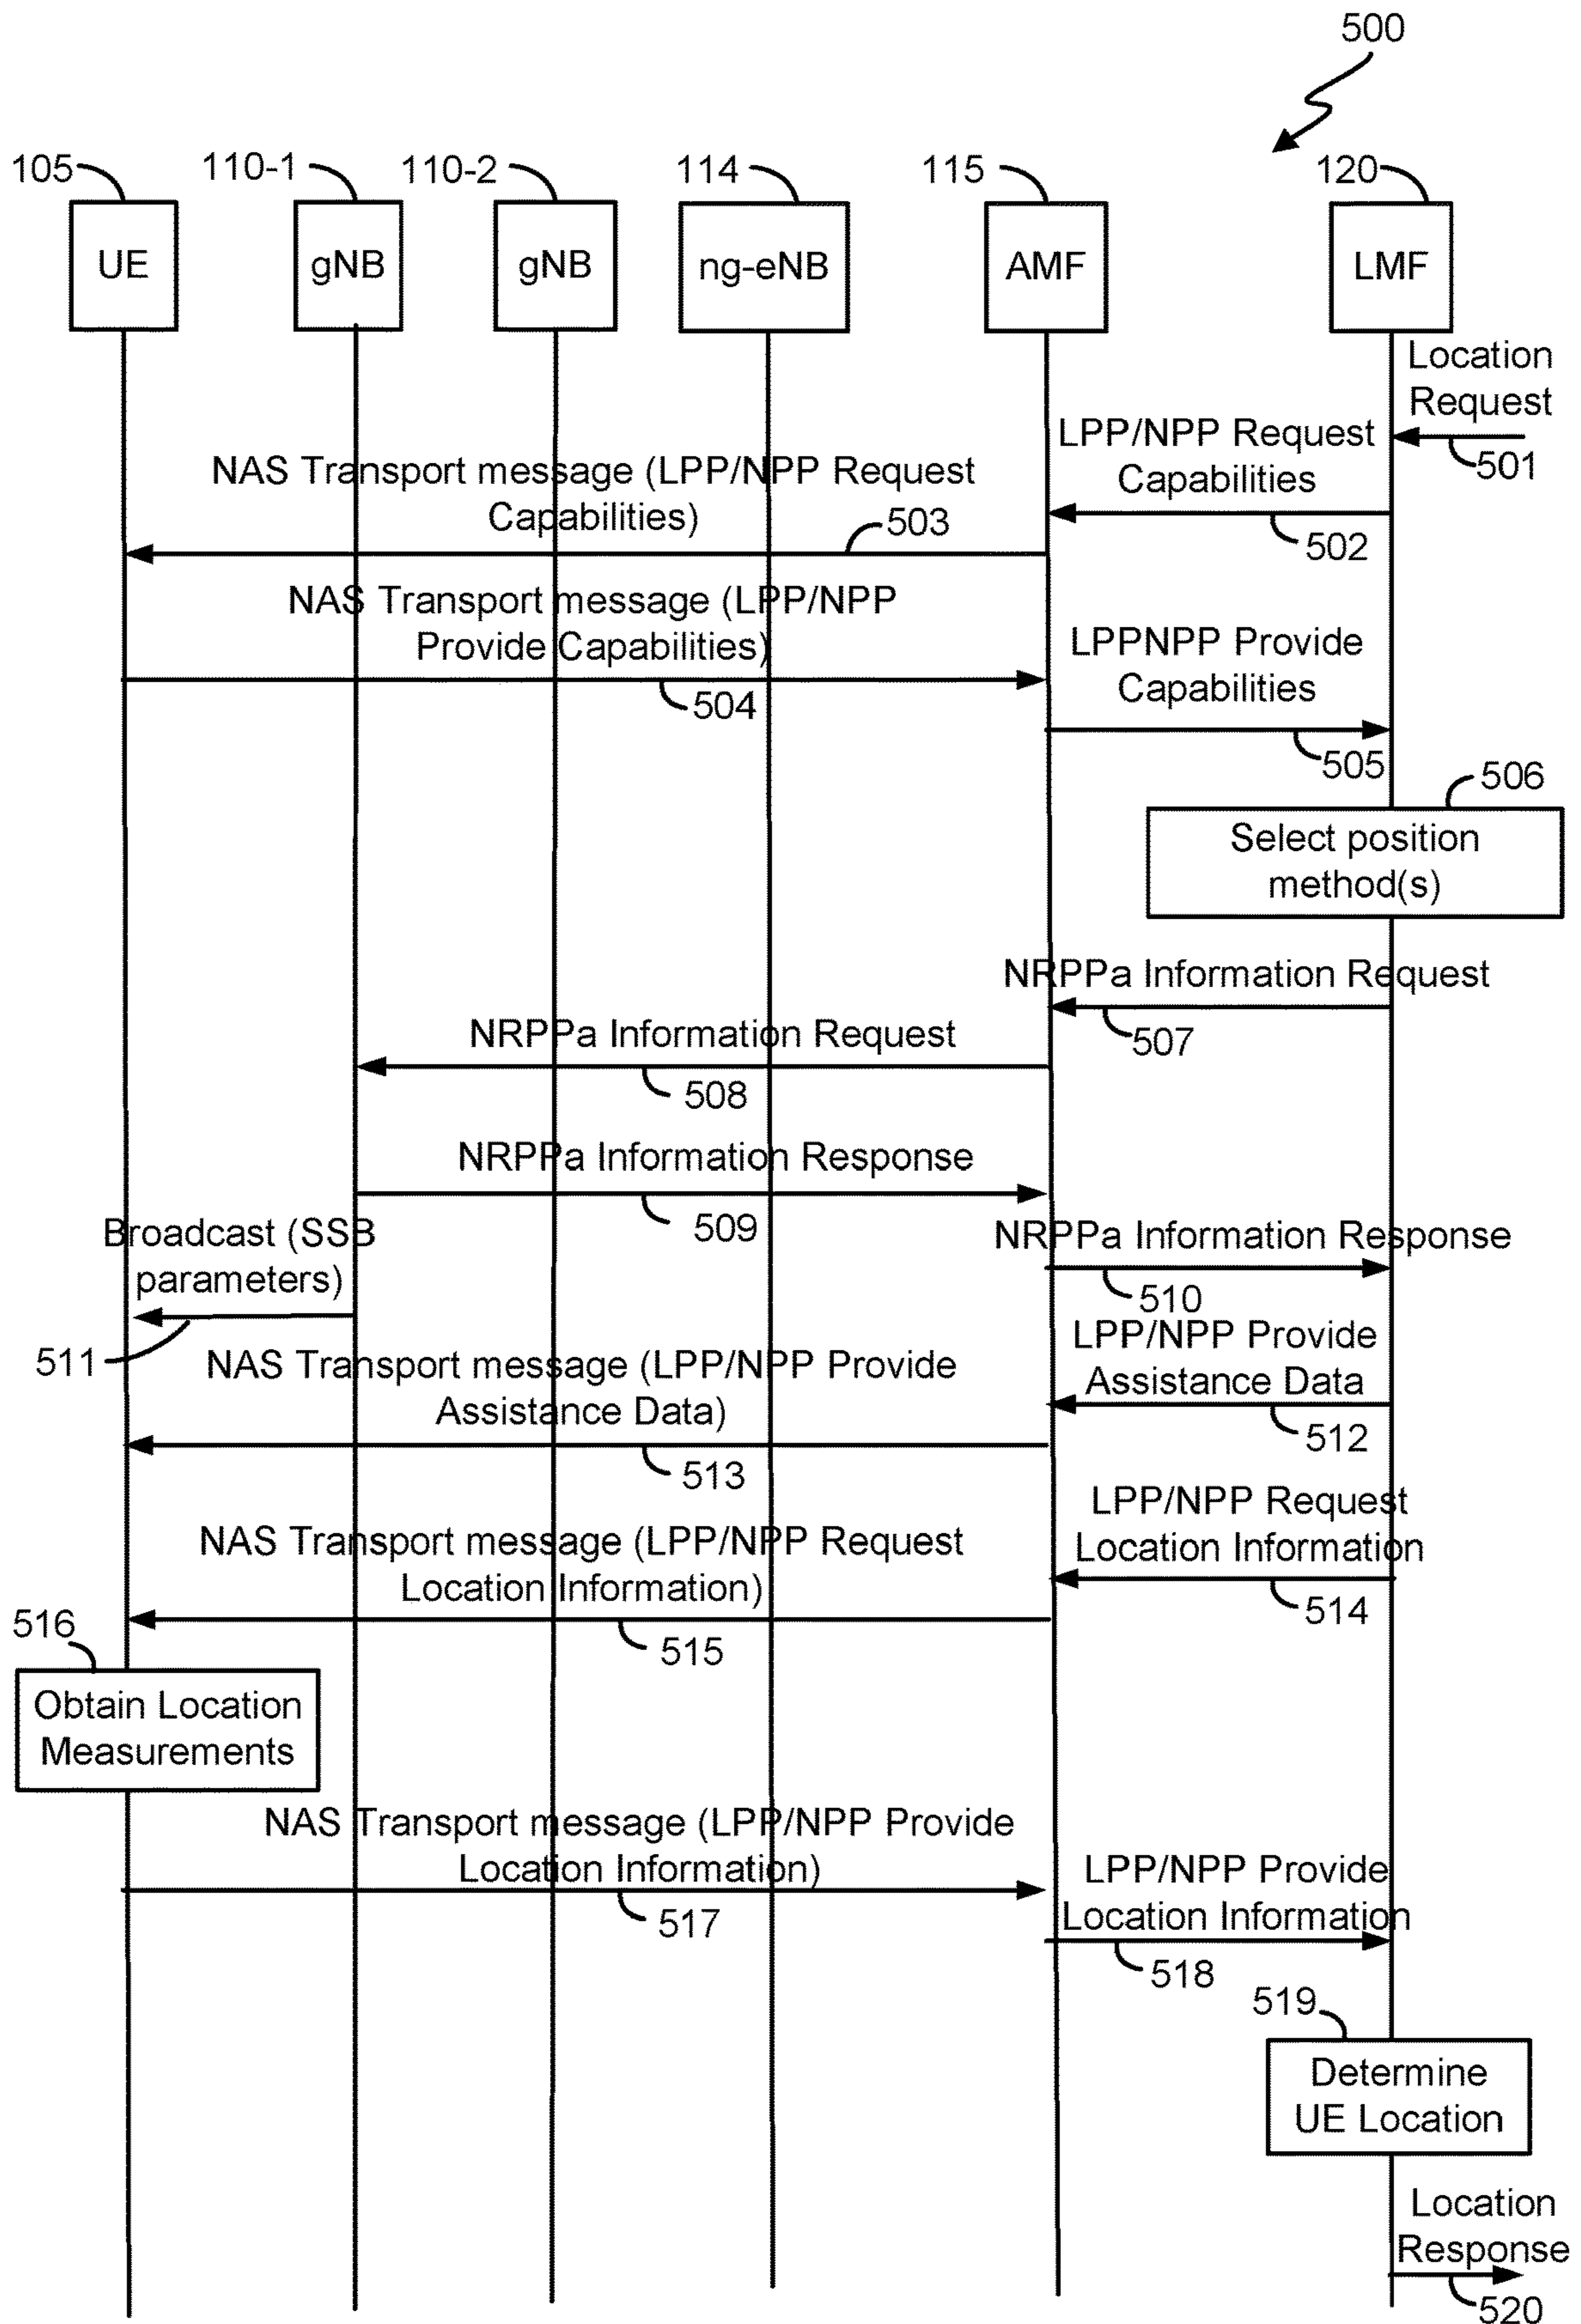 500
105
110-1
110-2
114
115
120
UE
gNB
gNB
ng-eNB
AMF
LMF
Location
Request
501
LPP/NPP Request
Capabilities
502
NAS Transport message (LPP/NPP Request
Capabilities)
503
NAS Transport message (LPP/NPP
Provide Capabilities)
504
LPPNPP Provide
Capabilities
505
506
Select position
method(s)
NRPPa Information Request
507
NRPPa Information Request
508
NRPPa Information Response
509
NRPPa Information Response
510
Broadcast (SSB
parameters)
511
LPP/NPP Provide
Assistance Data
512
NAS Transport message (LPP/NPP Provide
Assistance Data)
513
LPP/NPP Request
Location Information
514
NAS Transport message (LPP/NPP Request
Location Information)
515
516
Obtain Location
Measurements
NAS Transport message (LPP/NPP Provide
Location Information)
517
LPP/NPP Provide
Location Information
518
519
Determine
UE Location
Location
Response
520